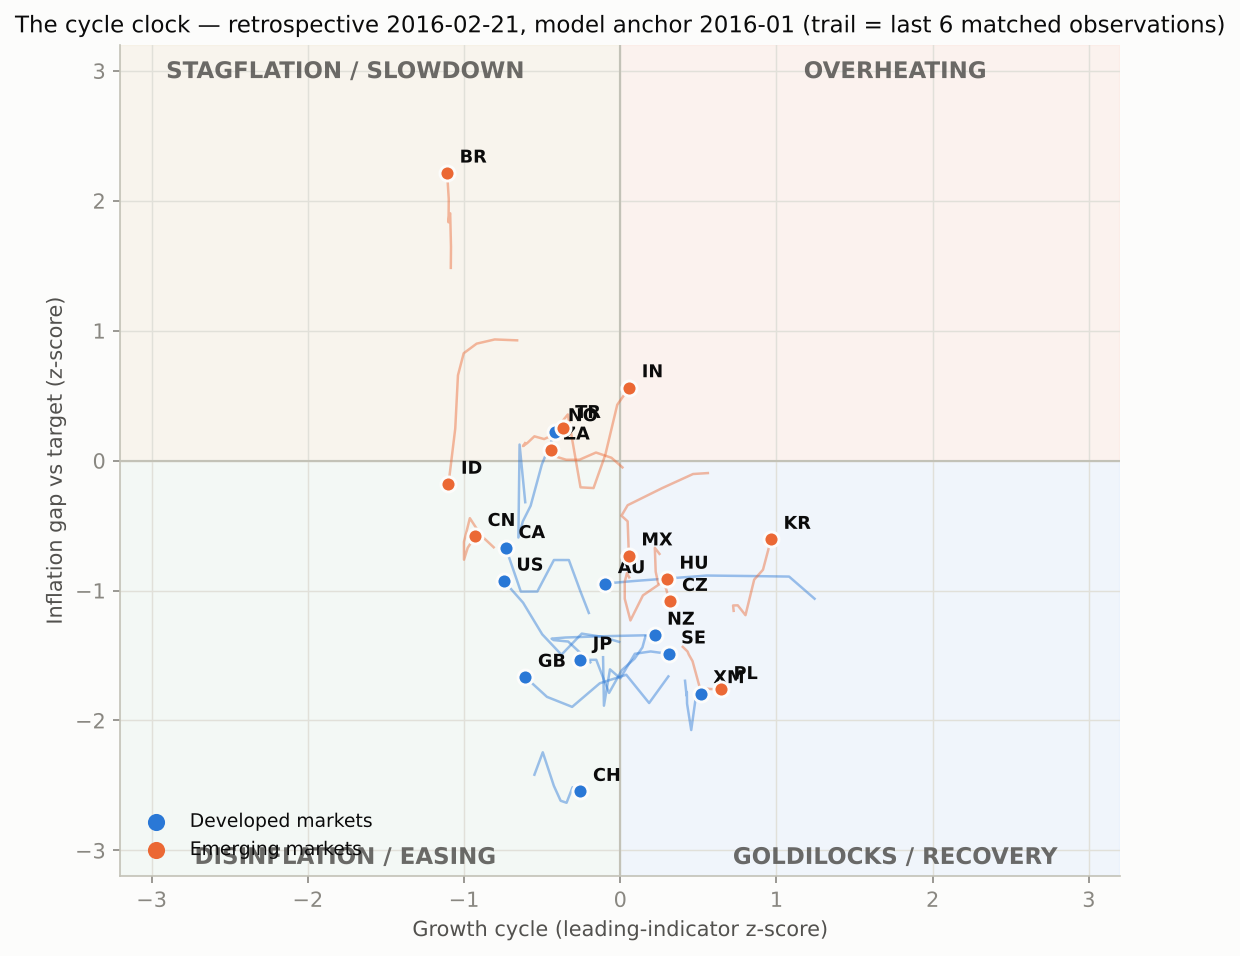 The cycle clock — retrospective 2016-02-21, model anchor 2016-01 (trail = last 6 matched observations)
STAGFLATION / SLOWDOWN
OVERHEATING
BR
IN
TR
NO
ZA
ID
CN
CA
US
KR
MX
AU
HU
CZ
NZ
SE
JP
GB
XM
PL
CH
Developed markets
Emerging markets
DISINFLATION / EASING
GOLDILOCKS / RECOVERY
3
2
1
0
−1
−2
−3
−3
−2
−1
0
1
2
3
Inflation gap vs target (z-score)
Growth cycle (leading-indicator z-score)